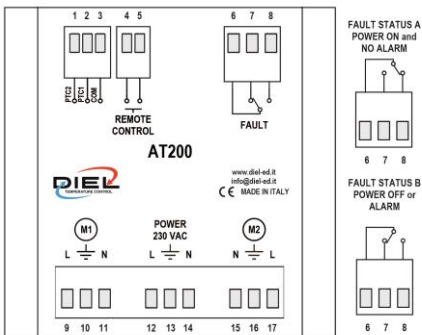 1 2 3 4 5 6 7 8
PTC2 PTC1 COM
REMOTE
CONTROL
FAULT
AT200
DIEL
TEMPERATURE CONTROL
www.diel-ed.it
info@diel-ed.it
CE MADE IN ITALY
M1
POWER
230 VAC
M2
L N L N N L
9 10 11 12 13 14 15 16 17
FAULT STATUS A
POWER ON and
NO ALARM
6 7 8
FAULT STATUS B
POWER OFF or
ALARM
6 7 8